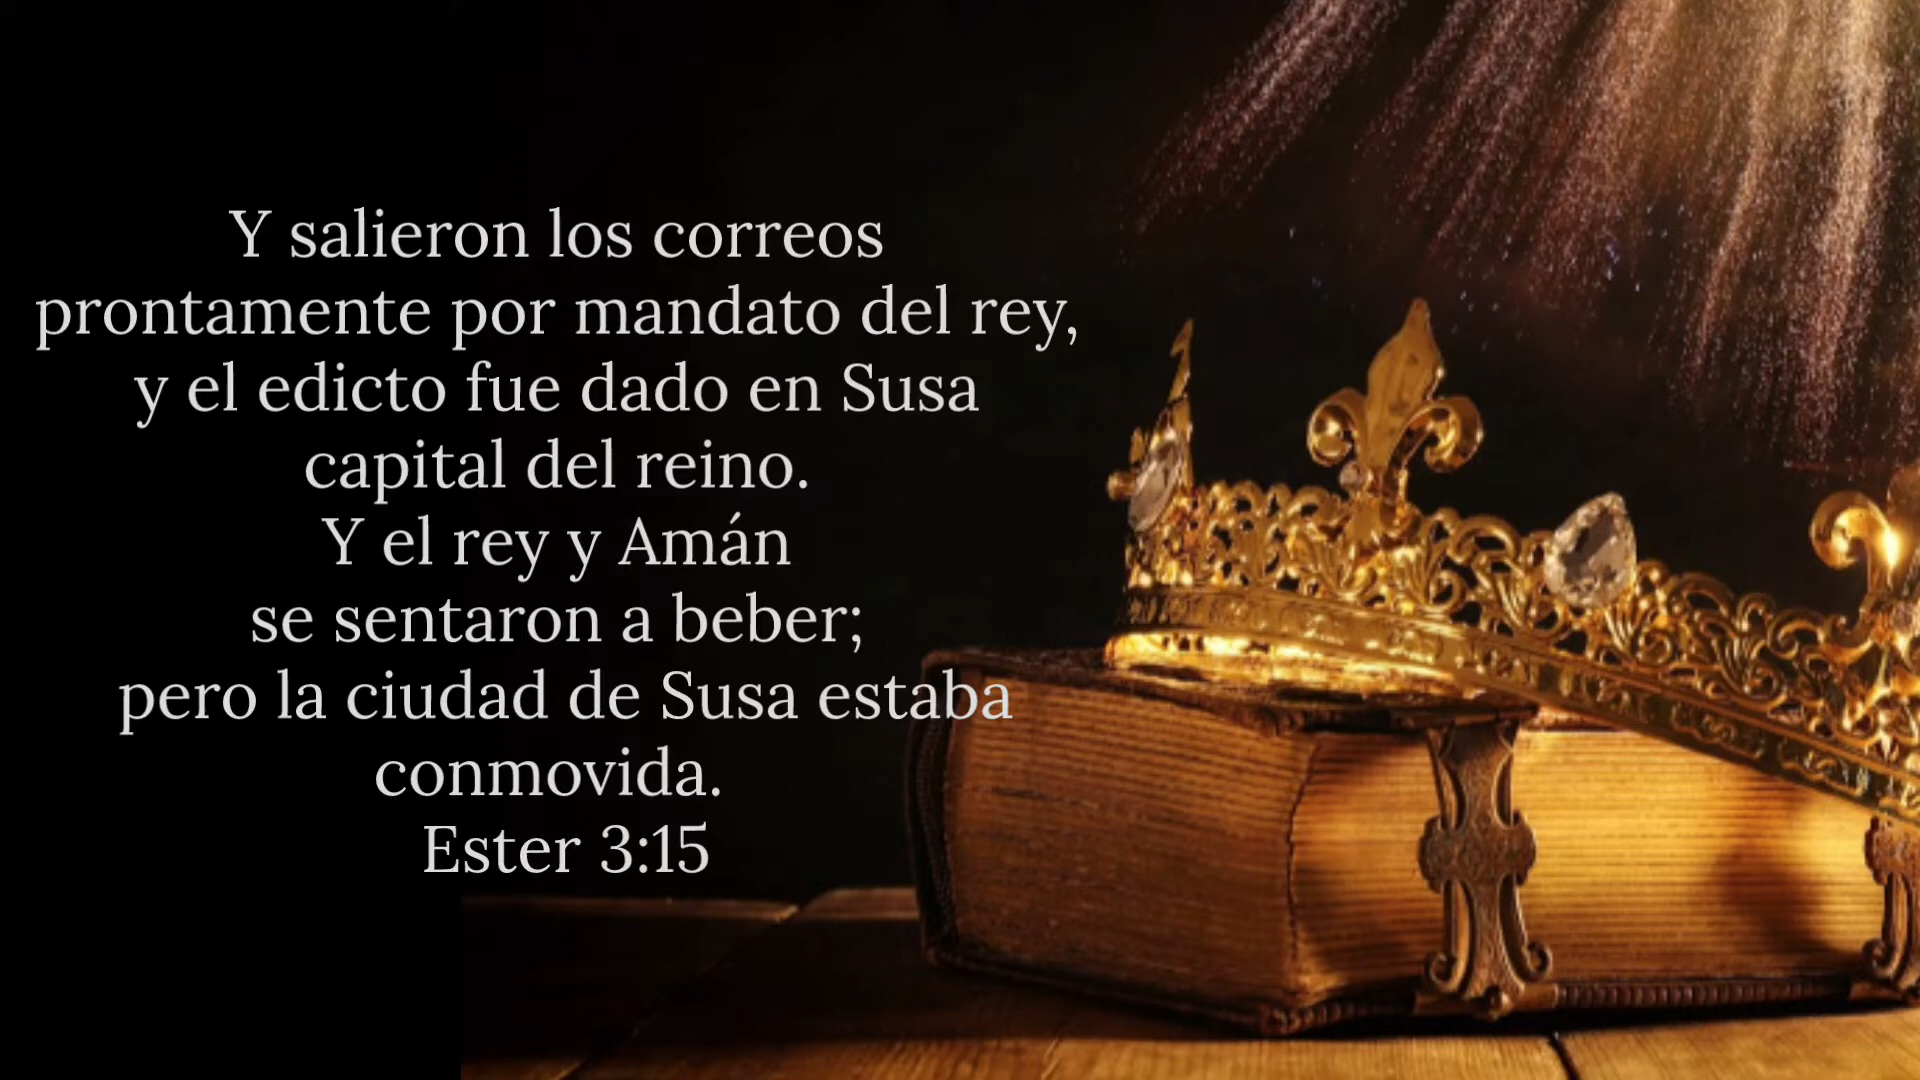 Y salieron los correos
prontamente por mandato del rey,
y el edicto fue dado en Susa
capital del reino.
Y el rey y Amán
se sentaron a beber;
pero la ciudad de Susa estaba
conmovida.
Ester 3:15